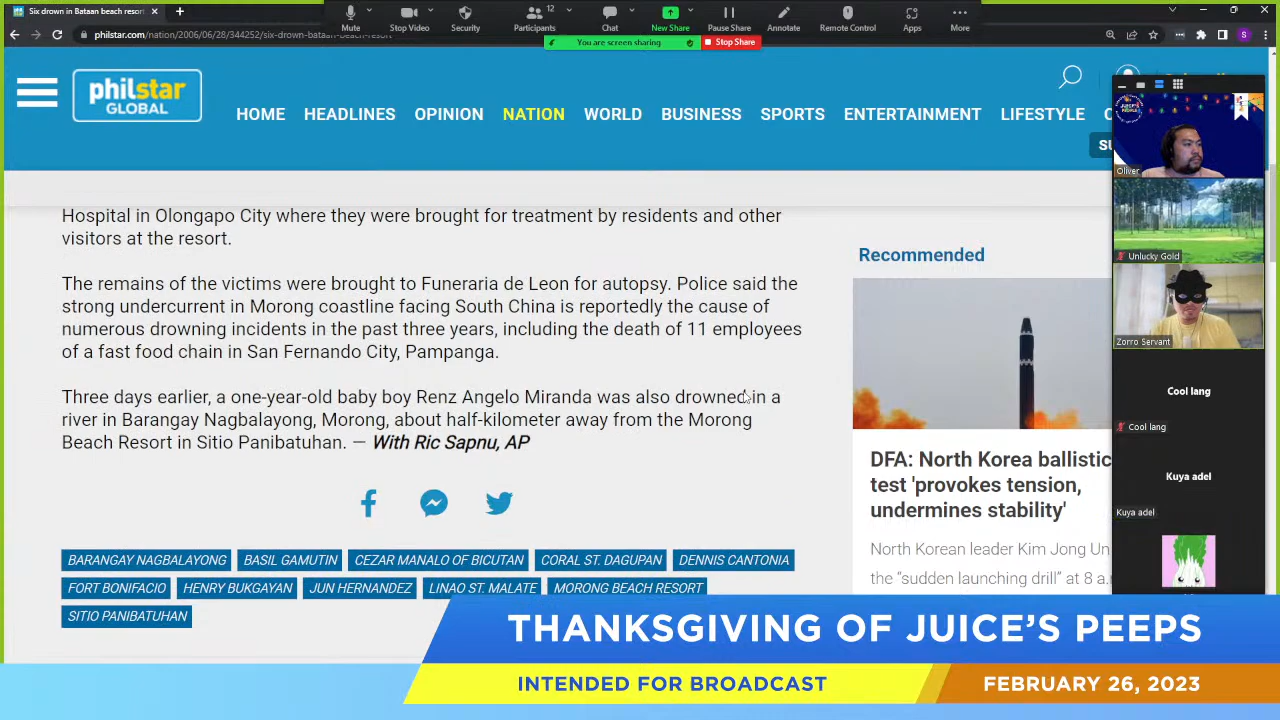 Six drown in Bataan beach resort
philstar.com/nation/2006/06/28/344252/six-drown-bataan-beach-resort
Mute
Stop Video
Security
12
Participants
Chat
New Share
Pause Share
Annotate
Remote Control
Apps
More
You are screen sharing
Stop Share
philstar
GLOBAL
HOME HEADLINES OPINION NATION WORLD BUSINESS SPORTS ENTERTAINMENT LIFESTYLE
Hospital in Olongapo City where they were brought for treatment by residents and other
visitors at the resort.
The remains of the victims were brought to Funeraria de Leon for autopsy. Police said the
strong undercurrent in Morong coastline facing South China is reportedly the cause of
numerous drowning incidents in the past three years, including the death of 11 employees
of a fast food chain in San Fernando City, Pampanga.
Three days earlier, a one-year-old baby boy Renz Angelo Miranda was also drowned in a
river in Barangay Nagbalayong, Morong, about half-kilometer away from the Morong
Beach Resort in Sitio Panibatuhan. — With Ric Sapnu, AP
BARANGAY NAGBALAYONG BASIL GAMUTIN CEZAR MANALO OF BICUTAN CORAL ST. DAGUPAN DENNIS CANTONIA
FORT BONIFACIO HENRY BUKGAYAN JUN HERNANDEZ LINAO ST. MALATE MORONG BEACH RESORT
SITIO PANIBATUHAN
Recommended
DFA: North Korea ballistic
test 'provokes tension,
undermines stability'
North Korean leader Kim Jong Un
the “sudden launching drill” at 8 a.m
JUICE'S
PEOPLE
Oliver
Unlucky Gold
Zorro Servant
Cool lang
Cool lang
Kuya adel
Kuya adel
THANKSGIVING OF JUICE'S PEEPS
INTENDED FOR BROADCAST
FEBRUARY 26, 2023